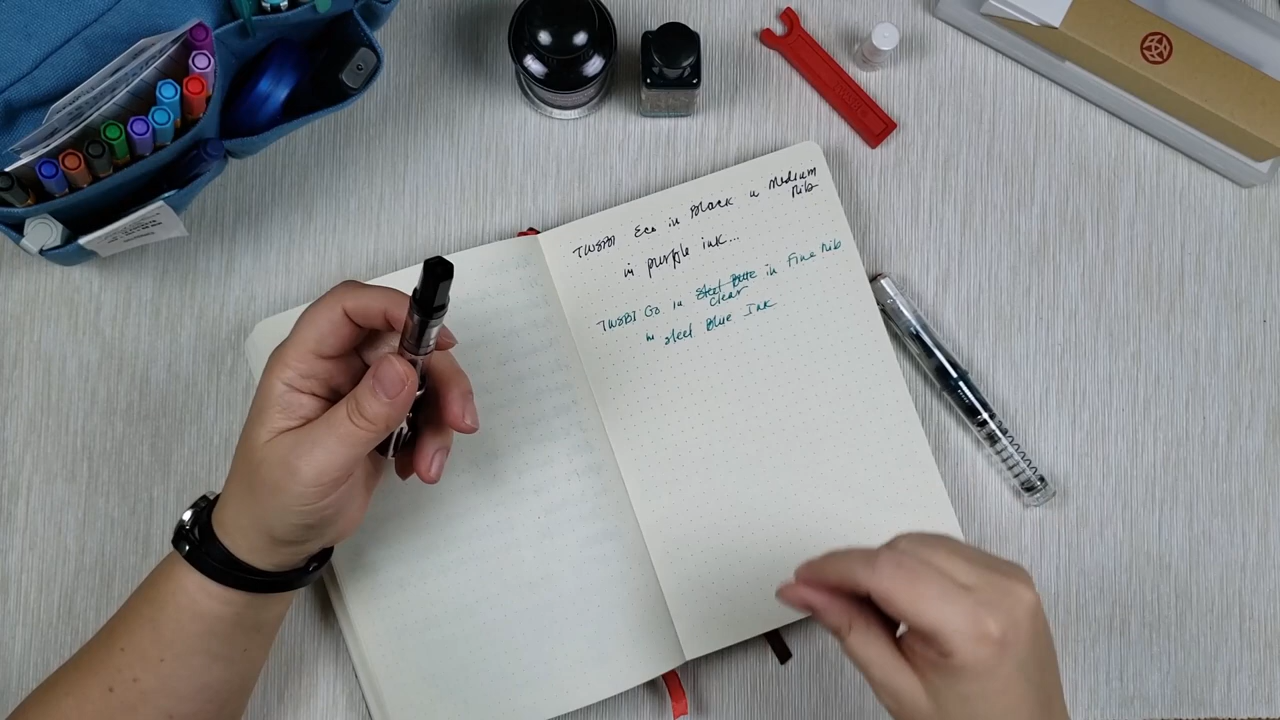 TWSBI Eco in Black w Medium
Nib
in purple ink...
TWSBI Go in Steel Blue in Fine Nib
clear
in steel Blue Ink